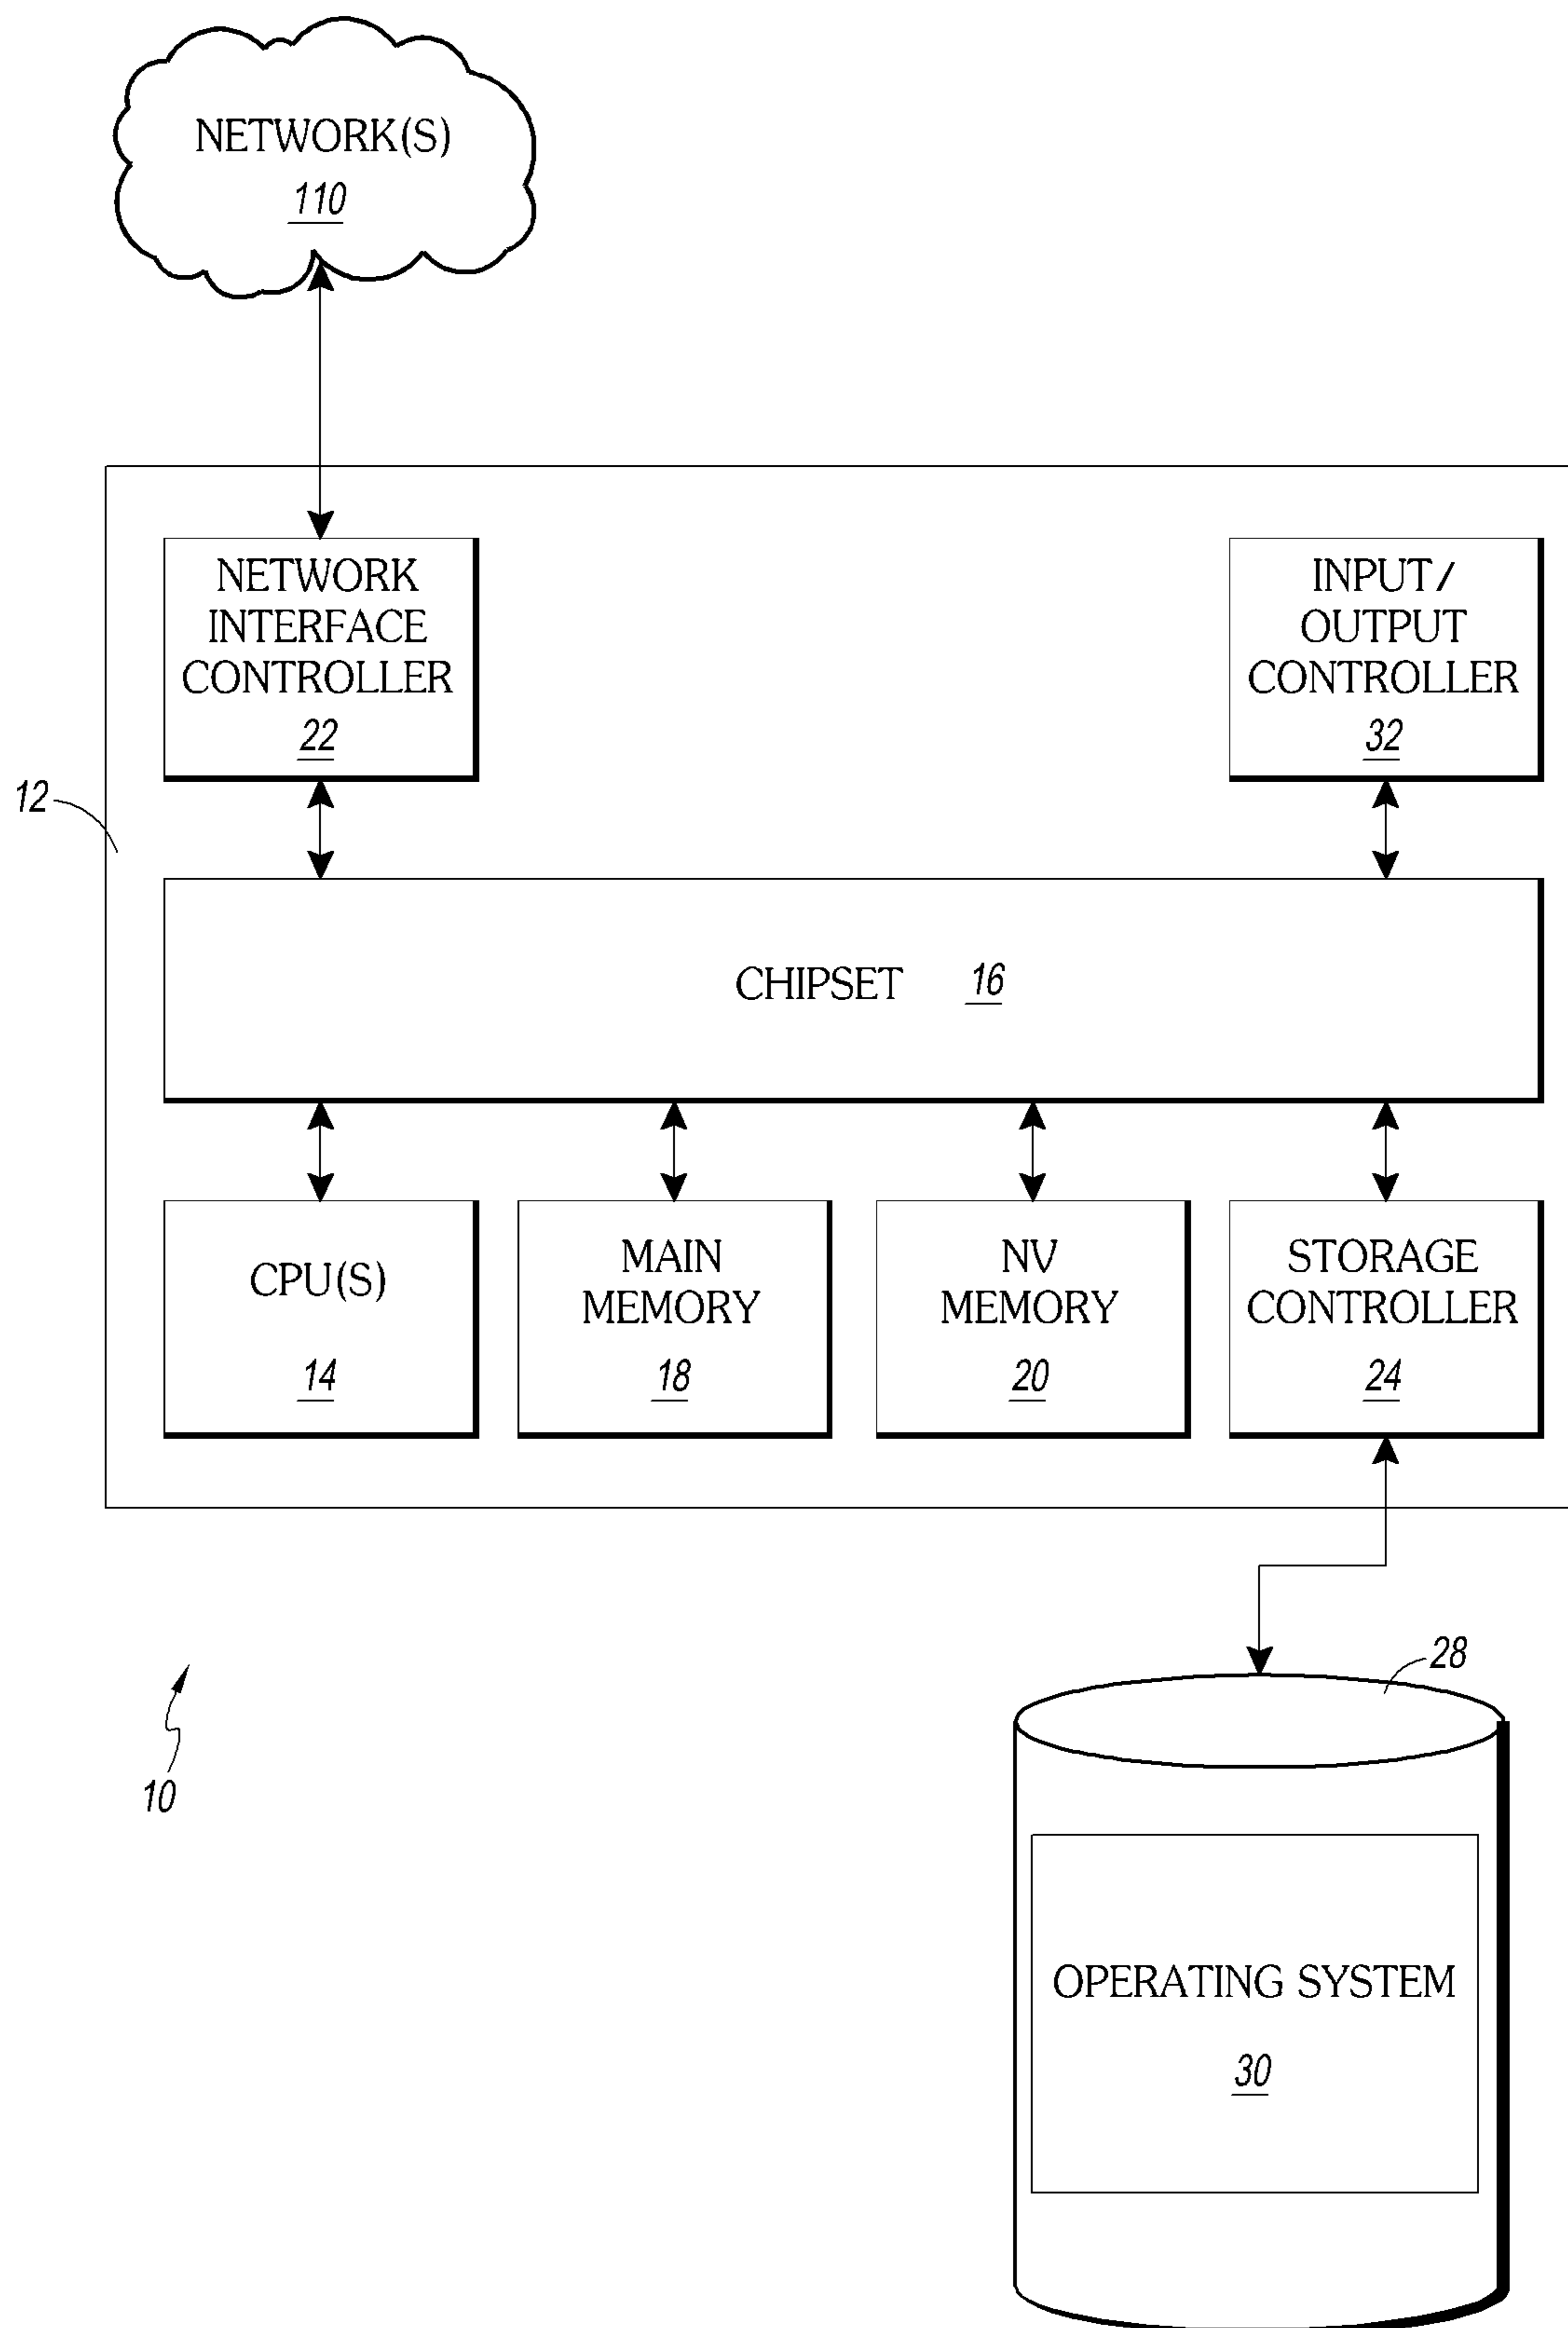 NETWORK(S)
110
NETWORK
INTERFACE
CONTROLLER
22
INPUT/
OUTPUT
CONTROLLER
32
12
CHIPSET 16
CPU(S)
14
MAIN
MEMORY
18
NV
MEMORY
20
STORAGE
CONTROLLER
24
28
10
OPERATING SYSTEM
30